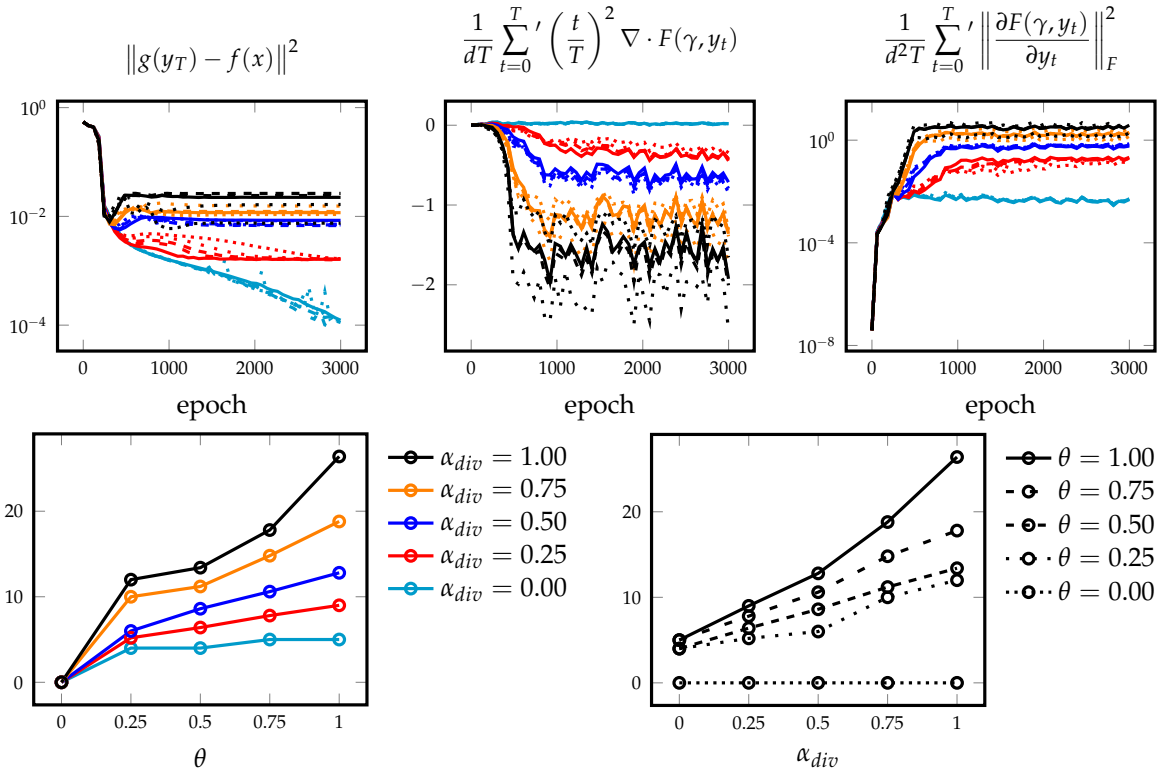 ‖g(y_T) − f(x)‖²
1/(dT) ∑_{t=0}^{T}′ (t/T)² ∇ · F(γ, y_t)
1/(d²T) ∑_{t=0}^{T}′ ‖∂F(γ, y_t)/∂y_t‖²_F
10⁰
10⁻²
10⁻⁴
0 1000 2000 3000
epoch
0
−1
−2
0 1000 2000 3000
epoch
10⁰
10⁻⁴
10⁻⁸
0 1000 2000 3000
epoch
20
10
0
0 0.25 0.5 0.75 1
θ
α_div = 1.00
α_div = 0.75
α_div = 0.50
α_div = 0.25
α_div = 0.00
20
10
0
0 0.25 0.5 0.75 1
α_div
θ = 1.00
θ = 0.75
θ = 0.50
θ = 0.25
θ = 0.00